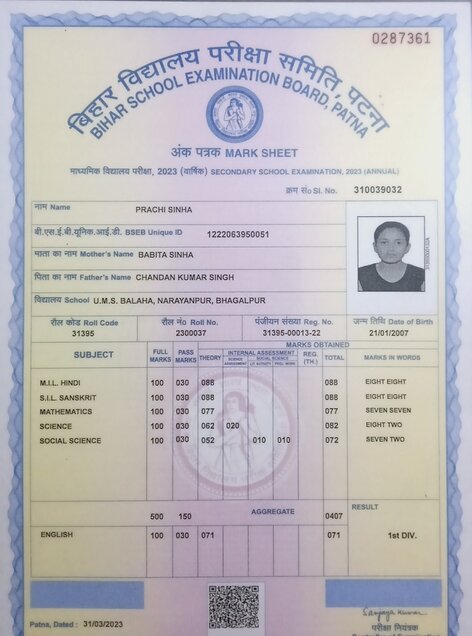 0287361
बिहार विद्यालय परीक्षा समिति, पटना
BIHAR SCHOOL EXAMINATION BOARD, PATNA
अंक पत्रक MARK SHEET
माध्यमिक विद्यालय परीक्षा, 2023 (वार्षिक) SECONDARY SCHOOL EXAMINATION, 2023 (ANNUAL)
क्रम सं० Sl. No. 310039032
नाम Name PRACHI SINHA
बी.एस.ई.बी.यूनिक.आई.डी. BSEB Unique ID 1222063950051
माता का नाम Mother's Name BABITA SINHA
पिता का नाम Father's Name CHANDAN KUMAR SINGH
विद्यालय School U.M.S. BALAHA, NARAYANPUR, BHAGALPUR
रौल कोड Roll Code रौल नं० Roll No. पंजीयन संख्या Reg. No. जन्म तिथि Date of Birth
31395 2300037 31395-00013-22 21/01/2007
SUBJECT FULL MARKS PASS MARKS MARKS OBTAINED
THEORY INTERNAL ASSESSMENT REG. (TH.) TOTAL MARKS IN WORDS
SCIENCE SOCIAL SCIENCE
M.I.L. HINDI 100 030 088 088 EIGHT EIGHT
S.I.L. SANSKRIT 100 030 088 088 EIGHT EIGHT
MATHEMATICS 100 030 077 077 SEVEN SEVEN
SCIENCE 100 030 062 020 082 EIGHT TWO
SOCIAL SCIENCE 100 030 052 010 010 072 SEVEN TWO
500 150 AGGREGATE 0407 RESULT
ENGLISH 100 030 071 071 1st DIV.
Patna, Dated : 31/03/2023
परीक्षा नियंत्रक